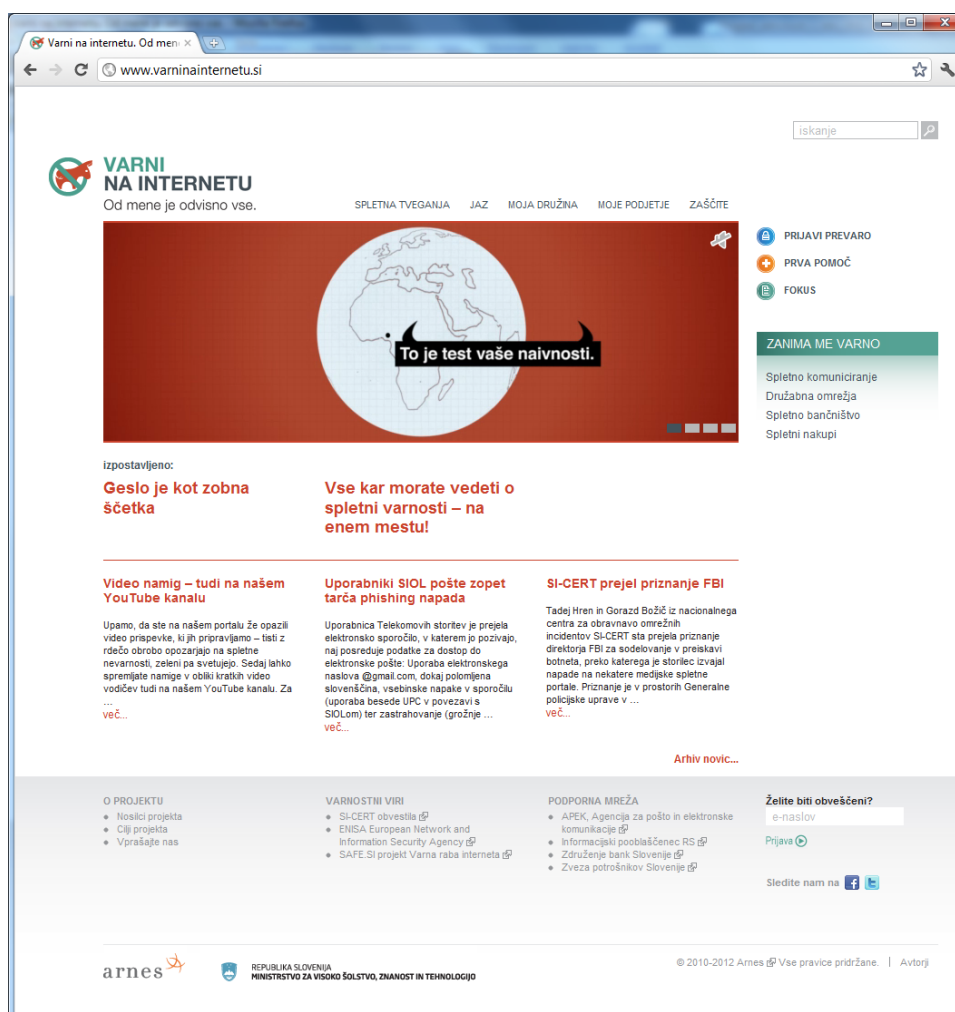 Varni na internetu. Od men
www.varninainternetu.si
iskanje
VARNI
NA INTERNETU
Od mene je odvisno vse.
SPLETNA TVEGANJA JAZ MOJA DRUŽINA MOJE PODJETJE ZAŠČITE
To je test vaše naivnosti.
PRIJAVI PREVARO
PRVA POMOČ
FOKUS
ZANIMA ME VARNO
Spletno komuniciranje
Družabna omrežja
Spletno bančništvo
Spletni nakupi
izpostavljeno:
Geslo je kot zobna
ščetka
Vse kar morate vedeti o
spletni varnosti – na
enem mestu!
Video namig – tudi na našem
YouTube kanalu
Upamo, da ste na našem portalu že opazili
video prispevke, ki jih pripravljamo – tisti z
rdečo obrobo opozarjajo na spletne
nevarnosti, zeleni pa svetujejo. Sedaj lahko
spremljate namige v obliki kratkih video
vodičev tudi na našem YouTube kanalu. Za
…
več...
Uporabniki SIOL pošte zopet
tarča phishing napada
Uporabnica Telekomovih storitev je prejela
elektronsko sporočilo, v katerem jo pozivajo,
naj posreduje podatke za dostop do
elektronske pošte: Uporaba elektronskega
naslova @gmail.com, dokaj polomljena
slovenščina, vsebinske napake v sporočilu
(uporaba besede UPC v povezavi s
SIOLom) ter zastrahovanje (grožnje …
več...
SI-CERT prejel priznanje FBI
Tadej Hren in Gorazd Božič iz nacionalnega
centra za obravnavo omrežnih
incidentov SI-CERT sta prejela priznanje
direktorja FBI za sodelovanje v preiskavi
botneta, preko katerega je storilec izvajal
napade na nekatere medijske spletne
portale. Priznanje je v prostorih Generalne
policijske uprave v …
več...
Arhiv novic...
O PROJEKTU
Nosilci projekta
Cilji projekta
Vprašajte nas
VARNOSTNI VIRI
SI-CERT obvestila
ENISA European Network and
Information Security Agency
SAFE.SI projekt Varna raba interneta
PODPORNA MREŽA
APEK, Agencija za pošto in elektronske
komunikacije
Informacijski pooblaščenec RS
Združenje bank Slovenije
Zveza potrošnikov Slovenije
Želite biti obveščeni?
e-naslov
Prijava
Sledite nam na
arnes
REPUBLIKA SLOVENIJA
MINISTRSTVO ZA VISOKO ŠOLSTVO, ZNANOST IN TEHNOLOGIJO
© 2010-2012 Arnes Vse pravice pridržane. | Avtorji